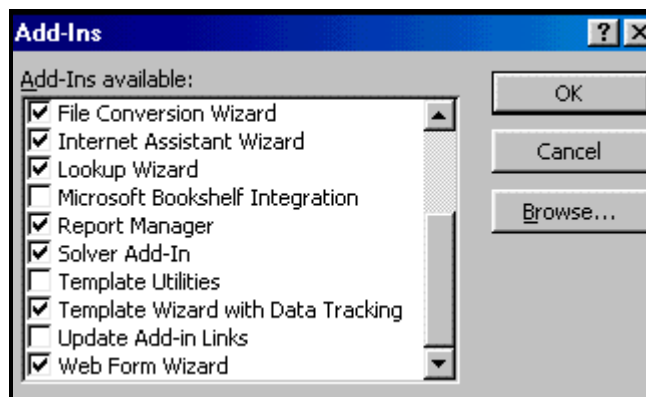 Add-Ins
Add-Ins available:
File Conversion Wizard
Internet Assistant Wizard
Lookup Wizard
Microsoft Bookshelf Integration
Report Manager
Solver Add-In
Template Utilities
Template Wizard with Data Tracking
Update Add-in Links
Web Form Wizard
OK
Cancel
Browse...